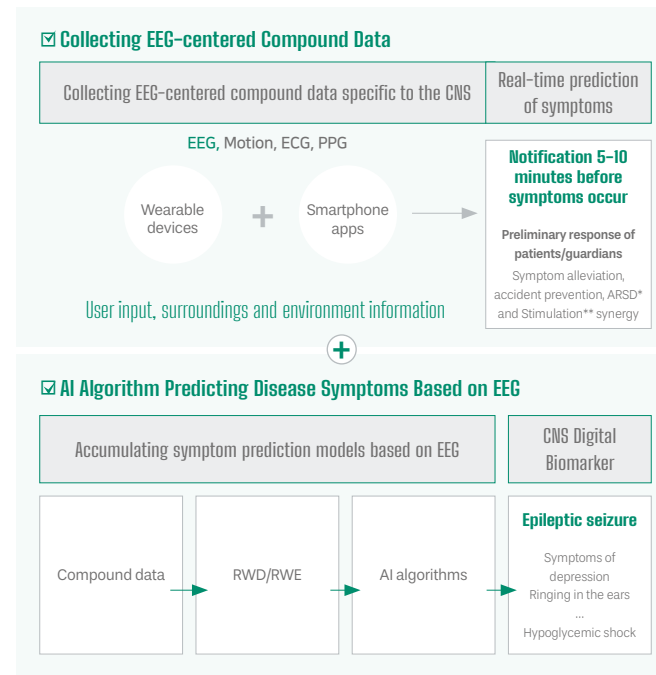 Collecting EEG-centered Compound Data
Collecting EEG-centered compound data specific to the CNS
Real-time prediction
of symptoms
EEG, Motion, ECG, PPG
Wearable
devices
+
Smartphone
apps
Notification 5-10
minutes before
symptoms occur
Preliminary response of
patients/guardians
Symptom alleviation,
accident prevention, ARSD*
and Stimulation** synergy
User input, surroundings and environment information
+
AI Algorithm Predicting Disease Symptoms Based on EEG
Accumulating symptom prediction models based on EEG
CNS Digital
Biomarker
Compound data
RWD/RWE
AI algorithms
Epileptic seizure
Symptoms of
depression
Ringing in the ears
...
Hypoglycemic shock